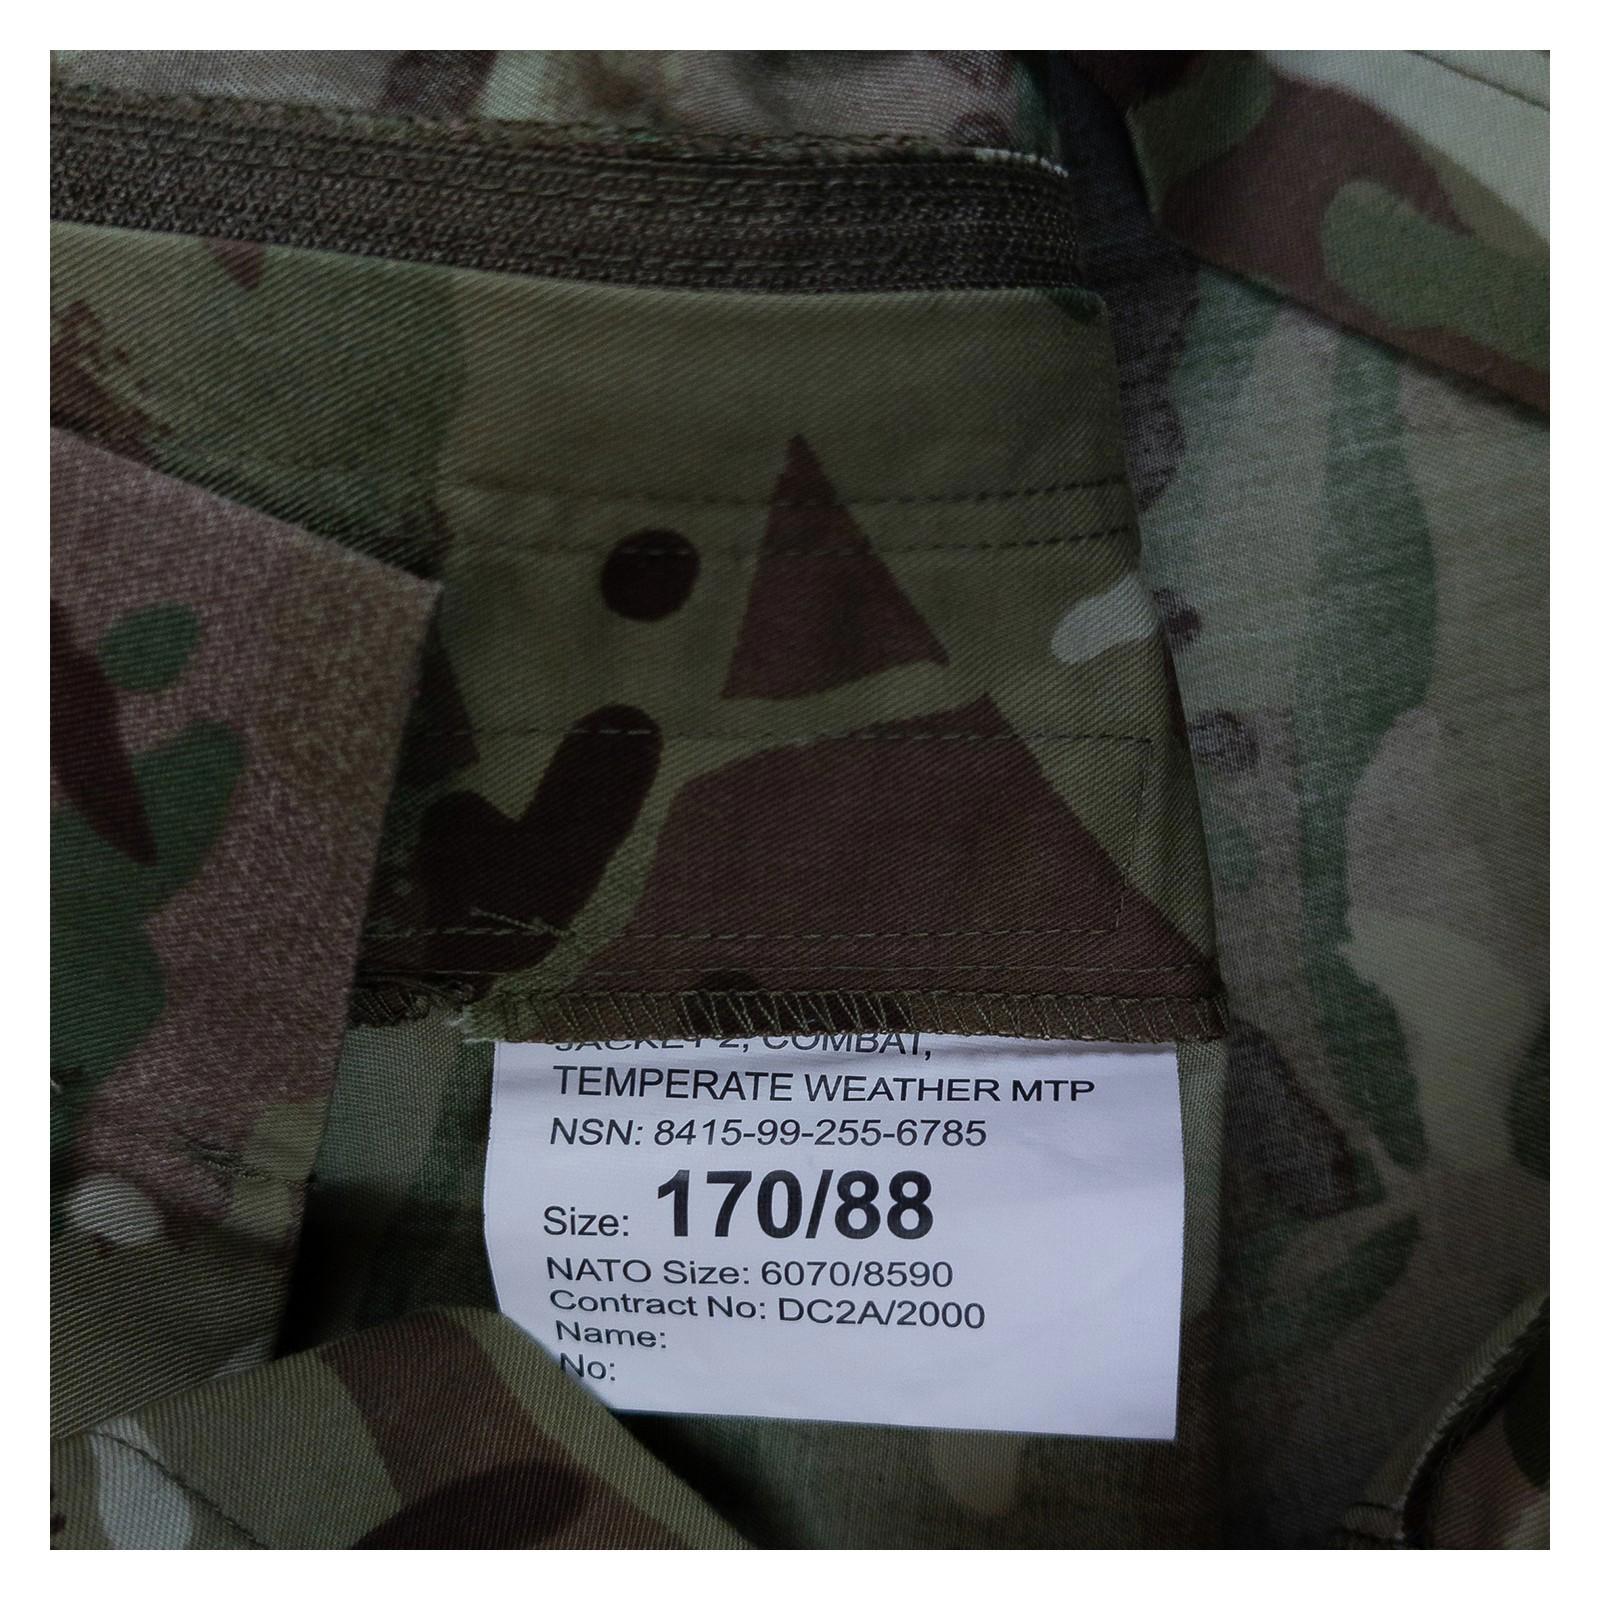 JACKET 2, COMBAT,
TEMPERATE WEATHER MTP
NSN: 8415-99-255-6785
Size: 170/88
NATO Size: 6070/8590
Contract No: DC2A/2000
Name:
No: